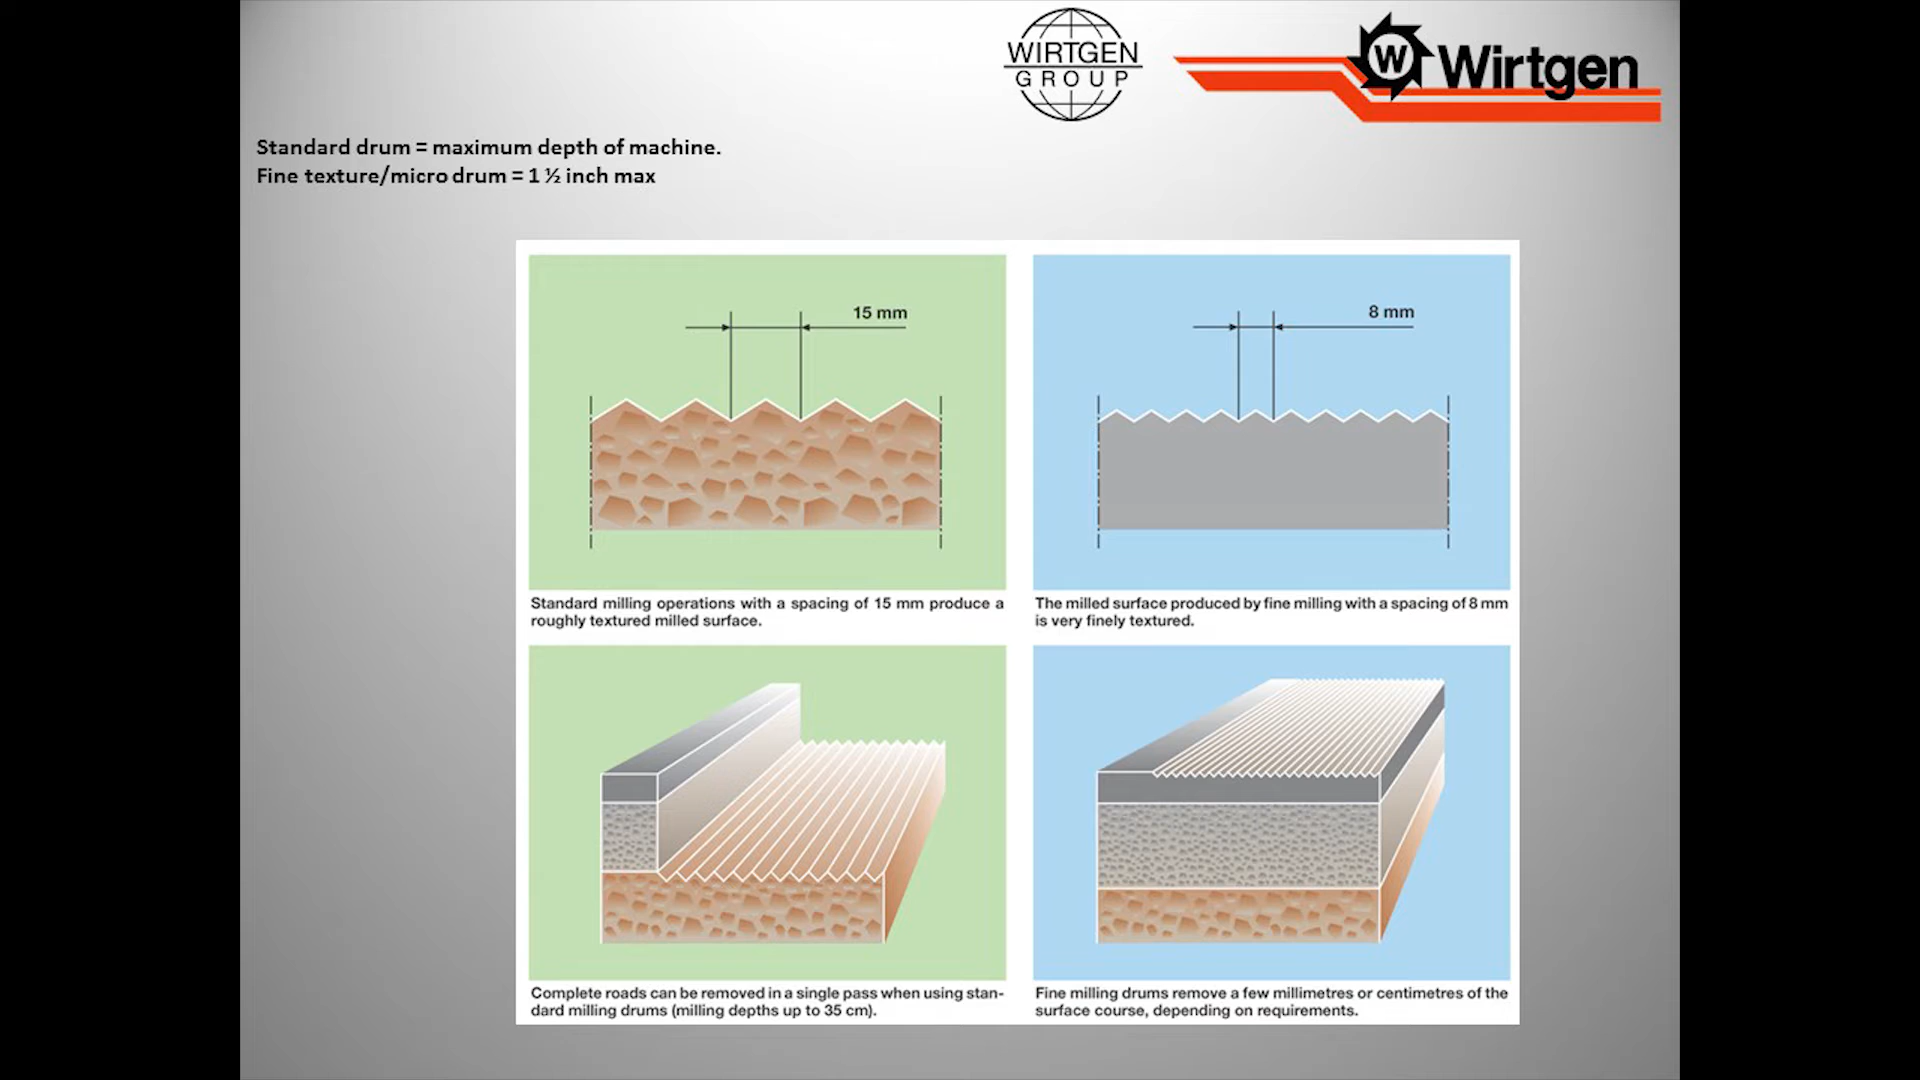 WIRTGEN
GROUP
W Wirtgen
Standard drum = maximum depth of machine.
Fine texture/micro drum = 1 ½ inch max
15 mm
8 mm
Standard milling operations with a spacing of 15 mm produce a
roughly textured milled surface.
The milled surface produced by fine milling with a spacing of 8 mm
is very finely textured.
Complete roads can be removed in a single pass when using stan-
dard milling drums (milling depths up to 35 cm).
Fine milling drums remove a few millimetres or centimetres of the
surface course, depending on requirements.